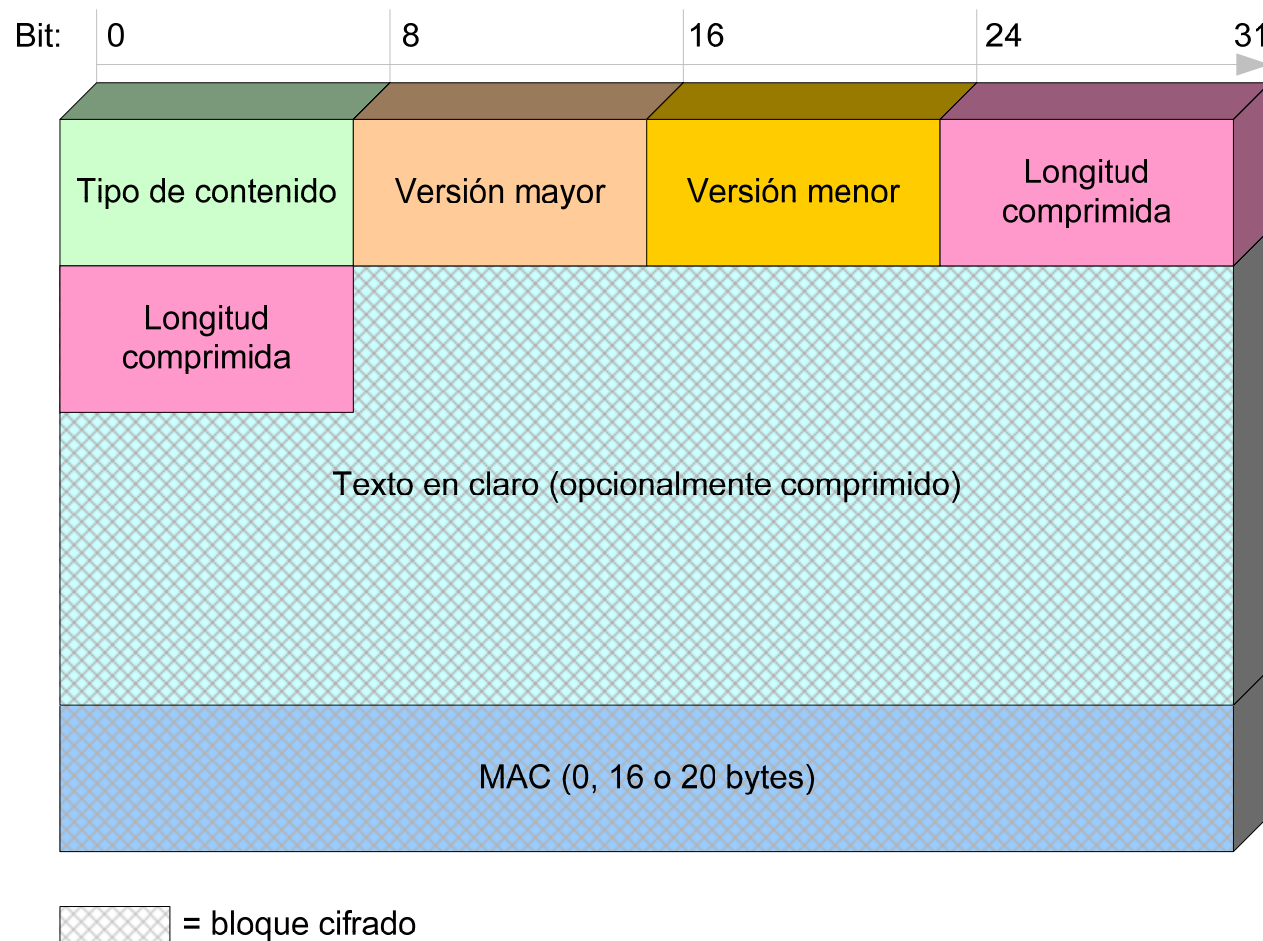 Bit: 0 8 16 24 31
Tipo de contenido
Versión mayor
Versión menor
Longitud
comprimida
Longitud
comprimida
Texto en claro (opcionalmente comprimido)
MAC (0, 16 o 20 bytes)
= bloque cifrado